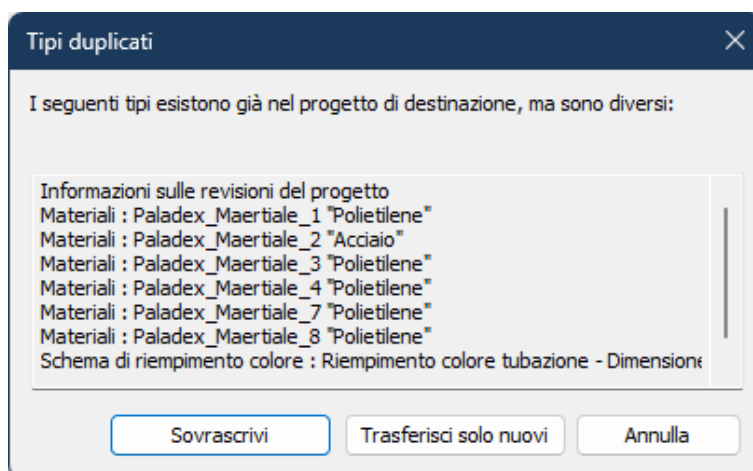 Tipi duplicati
I seguenti tipi esistono già nel progetto di destinazione, ma sono diversi:
Informazioni sulle revisioni del progetto
Materiali : Paladex_Maertiale_1 "Polietilene"
Materiali : Paladex_Maertiale_2 "Acciaio"
Materiali : Paladex_Maertiale_3 "Polietilene"
Materiali : Paladex_Maertiale_4 "Polietilene"
Materiali : Paladex_Maertiale_7 "Polietilene"
Materiali : Paladex_Maertiale_8 "Polietilene"
Schema di riempimento colore : Riempimento colore tubazione - Dimensione
Sovrascrivi Trasferisci solo nuovi Annulla